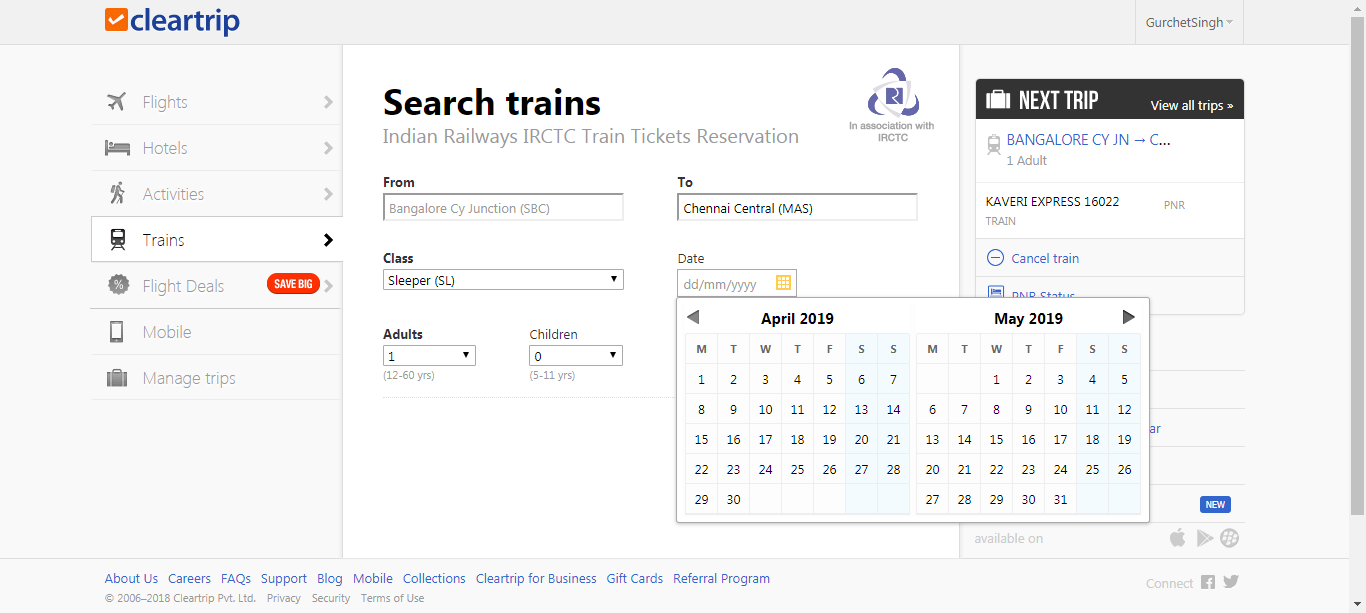 cleartrip
GurchetSingh
Flights
Hotels
Activities
Trains
Flight Deals SAVE BIG
Mobile
Manage trips
Search trains
Indian Railways IRCTC Train Tickets Reservation
In association with
IRCTC
From
Bangalore Cy Junction (SBC)
To
Chennai Central (MAS)
Class
Sleeper (SL)
Date
dd/mm/yyyy
Adults
1
(12-60 yrs)
Children
0
(5-11 yrs)
April 2019
M T W T F S S
1 2 3 4 5 6 7
8 9 10 11 12 13 14
15 16 17 18 19 20 21
22 23 24 25 26 27 28
29 30
May 2019
M T W T F S S
1 2 3 4 5
6 7 8 9 10 11 12
13 14 15 16 17 18 19
20 21 22 23 24 25 26
27 28 29 30 31
NEXT TRIP View all trips »
BANGALORE CY JN → C...
1 Adult
KAVERI EXPRESS 16022 PNR
TRAIN
Cancel train
PNR Status
ar
NEW
available on
About Us Careers FAQs Support Blog Mobile Collections Cleartrip for Business Gift Cards Referral Program
© 2006–2018 Cleartrip Pvt. Ltd. Privacy Security Terms of Use
Connect